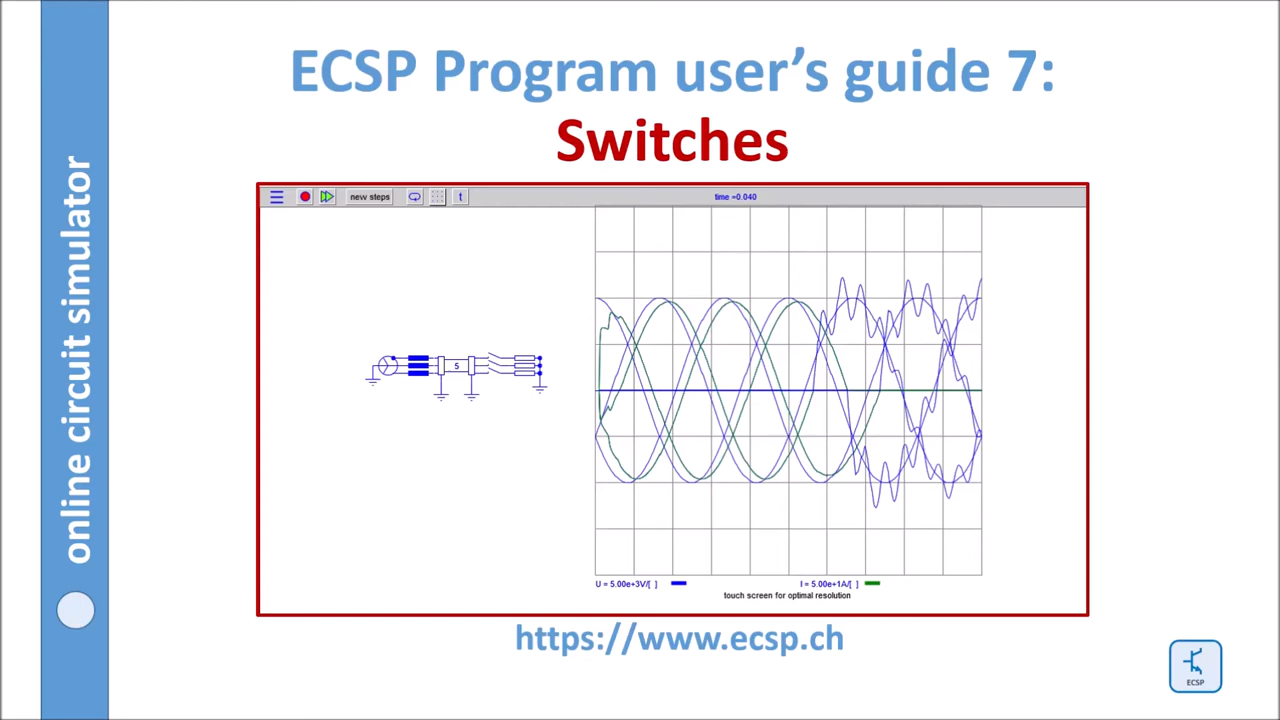 ECSP Program user's guide 7:
Switches
online circuit simulator
new steps
t
time =0.040
5
U = 5.00e+3V/[ ]
I = 5.00e+1A/[ ]
touch screen for optimal resolution
https://www.ecsp.ch
ECSP